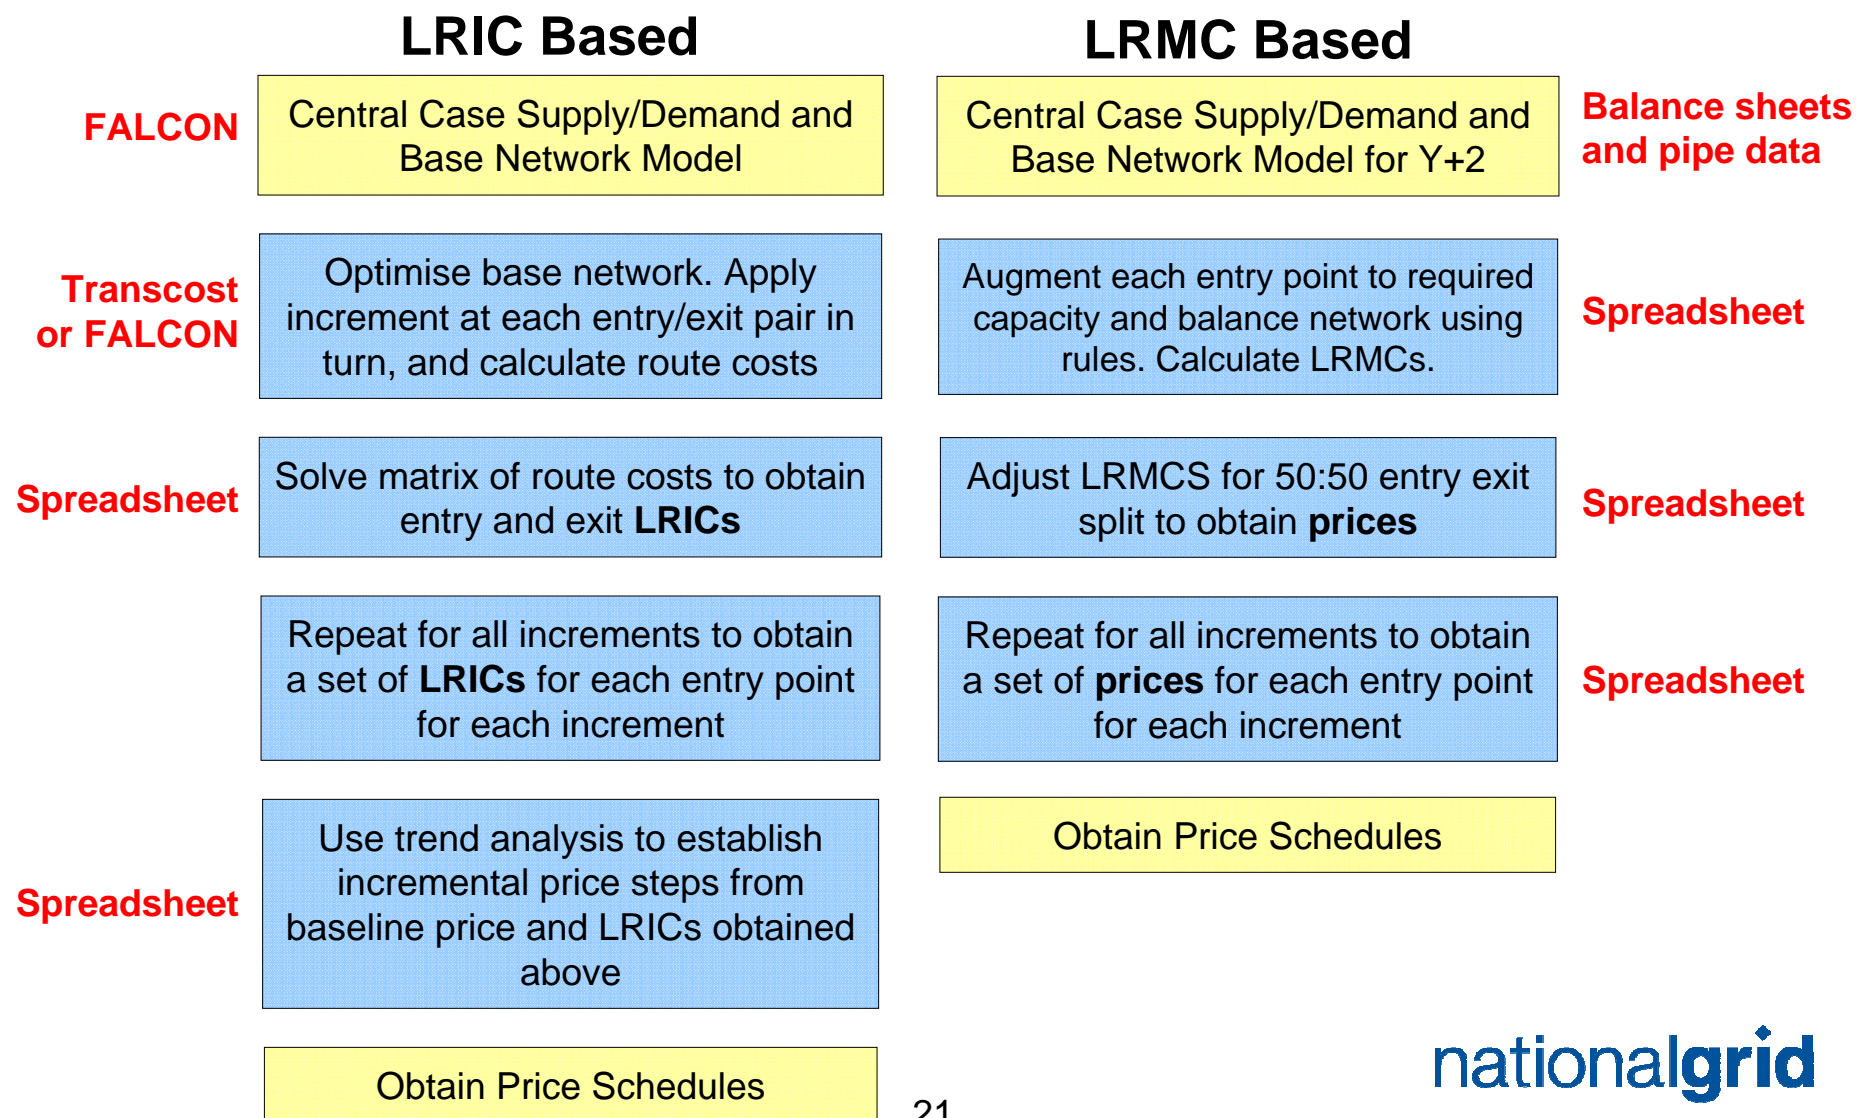 LRIC Based
FALCON
Central Case Supply/Demand and
Base Network Model
Transcost
or FALCON
Optimise base network. Apply
increment at each entry/exit pair in
turn, and calculate route costs
Spreadsheet
Solve matrix of route costs to obtain
entry and exit LRICs
Repeat for all increments to obtain
a set of LRICs for each entry point
for each increment
Spreadsheet
Use trend analysis to establish
incremental price steps from
baseline price and LRICs obtained
above
Obtain Price Schedules
LRMC Based
Central Case Supply/Demand and
Base Network Model for Y+2
Balance sheets
and pipe data
Augment each entry point to required
capacity and balance network using
rules. Calculate LRMCs.
Spreadsheet
Adjust LRMCS for 50:50 entry exit
split to obtain prices
Spreadsheet
Repeat for all increments to obtain
a set of prices for each entry point
for each increment
Spreadsheet
Obtain Price Schedules
21
nationalgrid